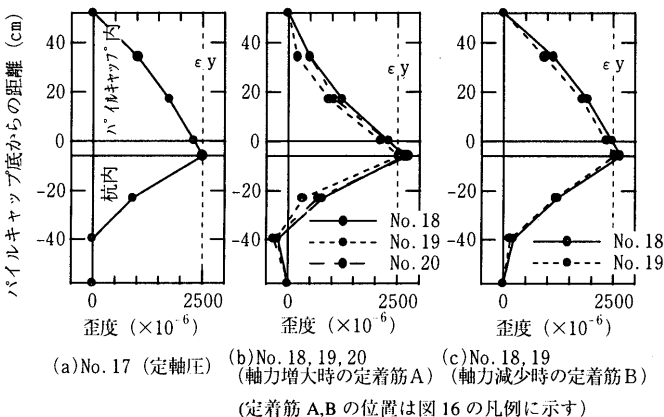 パイルキャップ底からの距離 (cm)
40
20
0
-20
-40
パイルキャップ内
杭内
εy
0 2500
歪度 (×10⁻⁶)
(a)No.17 (定軸圧)
40
20
0
-20
-40
εy
No.18
No.19
No.20
0 2500
歪度 (×10⁻⁶)
(b)No.18,19,20
(軸力増大時の定着筋A)
40
20
0
-20
-40
εy
No.18
No.19
0 2500
歪度 (×10⁻⁶)
(c)No.18,19
(軸力減少時の定着筋B)
(定着筋 A,B の位置は図 16 の凡例に示す)